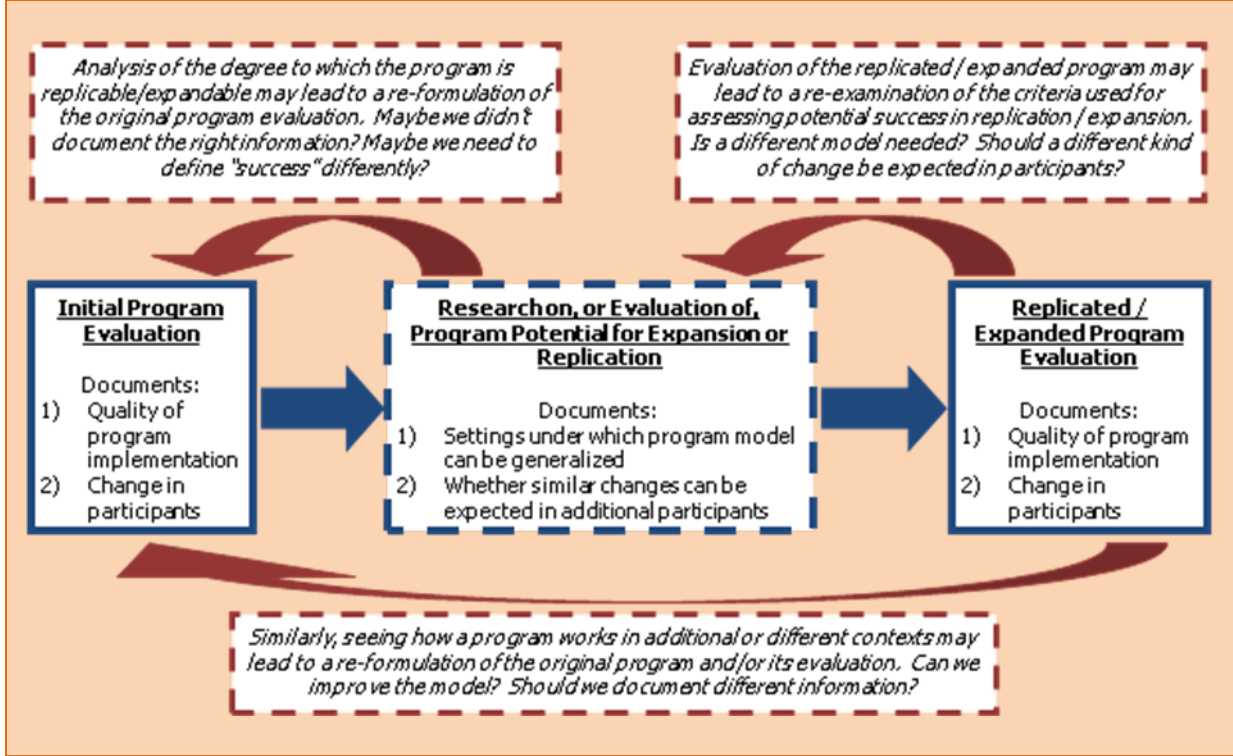 Analysis of the degree to which the program is
replicable/expandable may lead to a re-formulation of
the original program evaluation. Maybe we didn't
document the right information? Maybe we need to
define "success" differently?
Evaluation of the replicated / expanded program may
lead to a re-examination of the criteria used for
assessing potential success in replication / expansion.
Is a different model needed? Should a different kind
of change be expected in participants?
Initial Program
Evaluation
Documents:
1) Quality of
program
implementation
2) Change in
participants
Research on, or Evaluation of,
Program Potential for Expansion or
Replication
Documents:
1) Settings under which program model
can be generalized
2) Whether similar changes can be
expected in additional participants
Replicated /
Expanded Program
Evaluation
Documents:
1) Quality of program
implementation
2) Change in
participants
Similarly, seeing how a program works in additional or different contexts may
lead to a re-formulation of the original program and/or its evaluation. Can we
improve the model? Should we document different information?